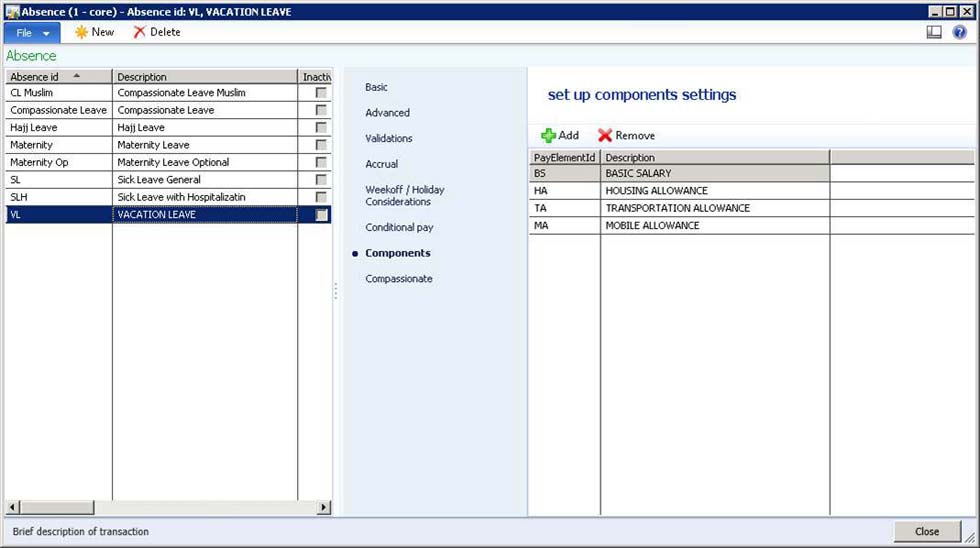 Absence (1 - core) - Absence id: VL, VACATION LEAVE
File New Delete
Absence
Absence id Description Inactiv
CL Muslim Compassionate Leave Muslim
Compassionate Leave Compassionate Leave
Hajj Leave Hajj Leave
Maternity Maternity Leave
Maternity Op Maternity Leave Optional
SL Sick Leave General
SLH Sick Leave with Hospitalizatin
VL VACATION LEAVE
Basic
Advanced
Validations
Accrual
Weekoff / Holiday
Considerations
Conditional pay
Components
Compassionate
set up components settings
Add Remove
PayElementId Description
BS BASIC SALARY
HA HOUSING ALLOWANCE
TA TRANSPORTATION ALLOWANCE
MA MOBILE ALLOWANCE
Brief description of transaction
Close